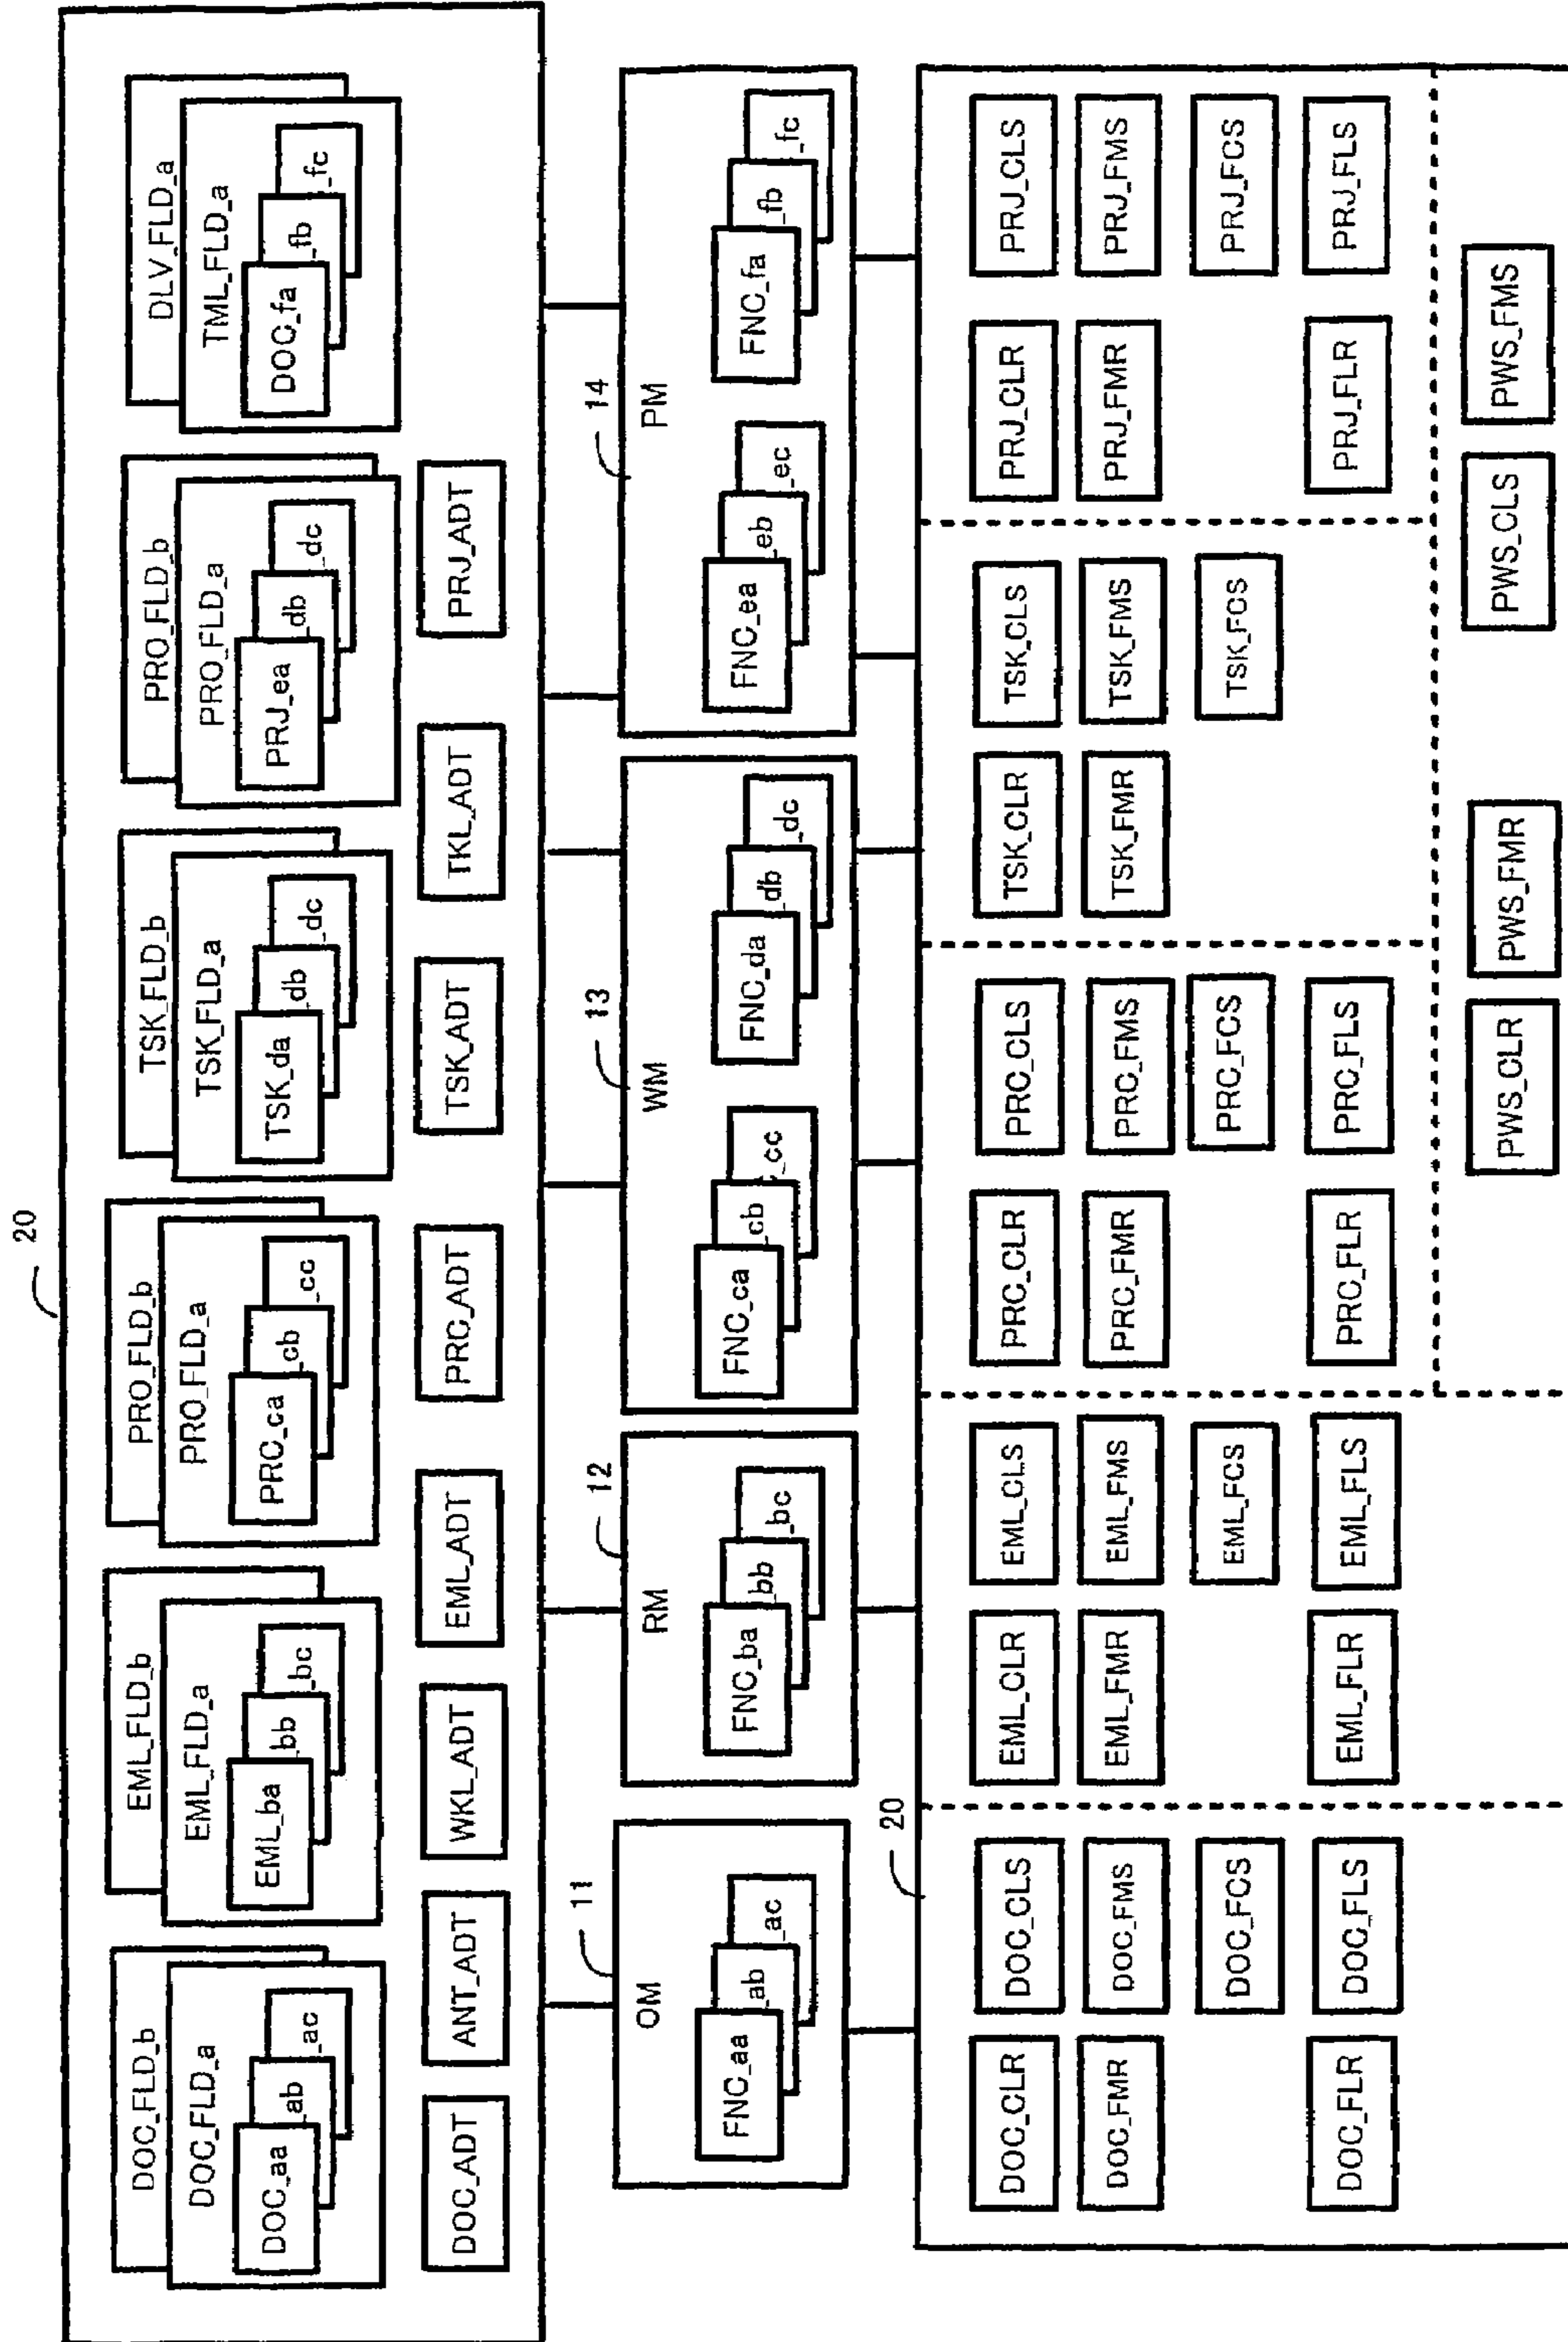 20
DOC_FLD_b
DOC_FLD_a
DOC_aa
_ab
_ac
EML_FLD_b
EML_FLD_a
EML_ba
_bb
_bc
PRO_FLD_b
PRO_FLD_a
PRC_ca
_cb
_cc
TSK_FLD_b
TSK_FLD_a
TSK_da
_db
_dc
PRO_FLD_b
PRO_FLD_a
PRJ_ea
_db
_dc
DLV_FLD_a
TML_FLD_a
DOC_fa
_fb
_fc
DOC_ADT
ANT_ADT
WKL_ADT
EML_ADT
PRC_ADT
TSK_ADT
TKL_ADT
PRJ_ADT
11
OM
FNC_aa
_ab
_ac
12
RM
FNC_ba
_bb
_bc
13
WM
FNC_ca
_cb
_cc
FNC_da
_db
_dc
14
PM
FNC_ea
_eb
_ec
FNC_fa
_fb
_fc
20
DOC_CLR
DOC_CLS
DOC_FMR
DOC_FMS
DOC_FCS
DOC_FLR
DOC_FLS
EML_CLR
EML_CLS
EML_FMR
EML_FMS
EML_FCS
EML_FLR
EML_FLS
PRC_CLR
PRC_CLS
PRC_FMR
PRC_FMS
PRC_FCS
PRC_FLR
PRC_FLS
TSK_CLR
TSK_CLS
TSK_FMR
TSK_FMS
TSK_FCS
PRJ_CLR
PRJ_CLS
PRJ_FMR
PRJ_FMS
PRJ_FCS
PRJ_FLR
PRJ_FLS
PWS_CLR
PWS_FMR
PWS_CLS
PWS_FMS